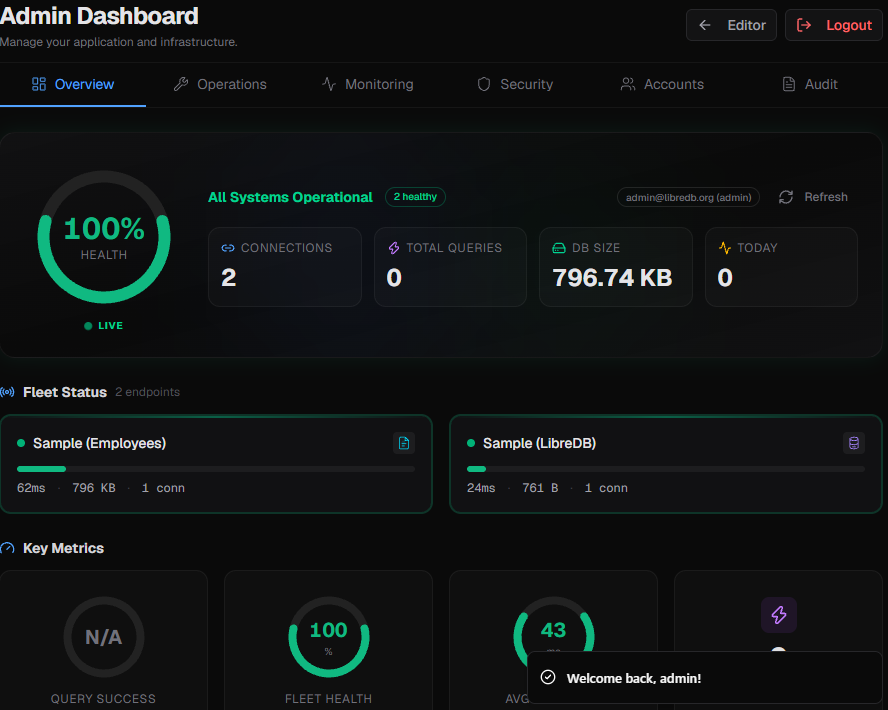 Admin Dashboard
Manage your application and infrastructure.
Editor
Logout
Overview
Operations
Monitoring
Security
Accounts
Audit
100%
HEALTH
LIVE
All Systems Operational
2 healthy
admin@libredb.org (admin)
Refresh
CONNECTIONS
2
TOTAL QUERIES
0
DB SIZE
796.74 KB
TODAY
0
Fleet Status 2 endpoints
Sample (Employees)
62ms · 796 KB · 1 conn
Sample (LibreDB)
24ms · 761 B · 1 conn
Key Metrics
N/A
QUERY SUCCESS
100
%
FLEET HEALTH
43
AVG
Welcome back, admin!